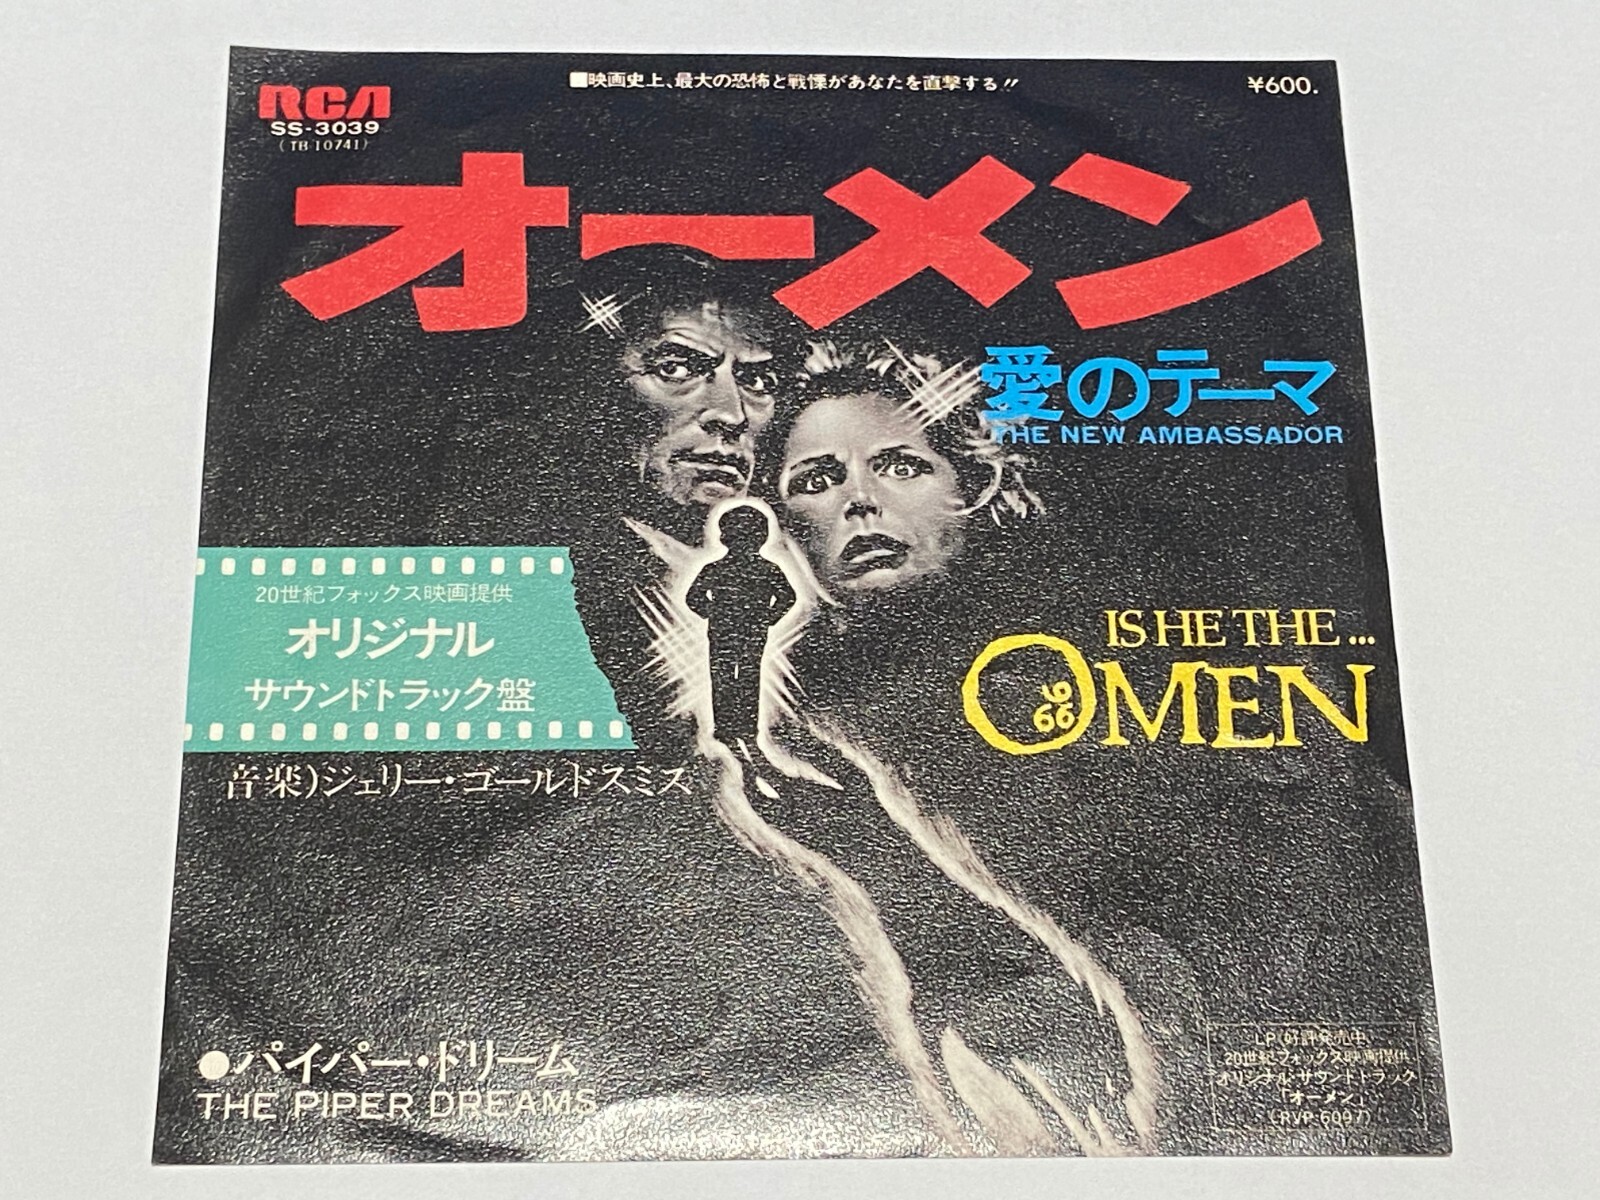 RCA
SS-3039
(TB-10741)
■映画史上、最大の恐怖と戦慄があなたを直撃する!!
¥600.
オーメン
愛のテーマ
THE NEW AMBASSADOR
20世紀フォックス映画提供
オリジナル
サウンドトラック盤
音楽)ジェリー・ゴールドスミス
IS HE THE...
OMEN
666
●パイパー・ドリーム
THE PIPER DREAMS
LP 好評発売中
20世紀フォックス映画提供
オリジナル・サウンドトラック
「オーメン」
(RVP-6097)